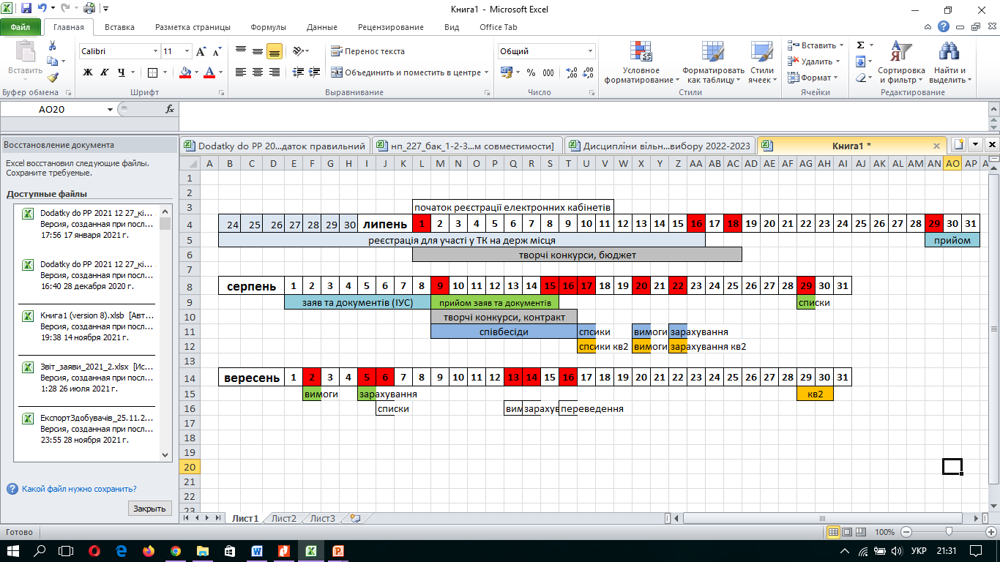 Книга1 - Microsoft Excel
Файл Главная Вставка Разметка страницы Формулы Данные Рецензирование Вид Office Tab
Вставить
Буфер обмена
Calibri 11
Ж К Ч
Шрифт
Перенос текста
Объединить и поместить в центре
Выравнивание
Общий
% 000
Число
Условное форматирование
Форматировать как таблицу
Стили ячеек
Стили
Вставить
Удалить
Формат
Ячейки
Сортировка и фильтр
Найти и выделить
Редактирование
AO20 fx
Восстановление документа
Excel восстановил следующие файлы.
Сохраните требуемые.
Доступные файлы
Dodatky do PP 2021 12 27_кі...
Версия, созданная при посл...
17:56 17 января 2021 г.
Dodatky do PP 2021 12 27_кі...
Версия, созданная при посл...
16:40 28 декабря 2020 г.
Книга1 (version 8).xlsb [Авт...
Версия, созданная при посл...
19:38 14 ноября 2021 г.
Звіт_заяви_2021_2.xlsx [Ис...
Версия, созданная при посл...
1:28 26 июля 2021 г.
ЕкспортЗдобувачів_25.11.2...
Версия, созданная при посл...
23:55 28 ноября 2021 г.
Какой файл нужно сохранить?
Закрыть
Dodatky do PP 20...даток правильний нп_227_бак_1-2-3...м совместимости] Дисципліни вільн...вибору 2022-2023 Книга1 *
A B C D E F G H I J K L M N O P Q R S T U V W X Y Z AA AB AC AD AE AF AG AH AI AJ AK AL AM AN AO AP
1
2
3 початок реєстрації електронних кабінетів
4 24 25 26 27 28 29 30 липень 1 2 3 4 5 6 7 8 9 10 11 12 13 14 15 16 17 18 19 20 21 22 23 24 25 26 27 28 29 30 31
5 реєстрація для участі у ТК на держ місця прийом
6 творчі конкурси, бюджет
7
8 серпень 1 2 3 4 5 6 7 8 9 10 11 12 13 14 15 16 17 18 19 20 21 22 23 24 25 26 27 28 29 30 31
9 заяв та документів (ІУС) прийом заяв та документів списки
10 творчі конкурси, контракт
11 співбесіди спсики вимоги зарахування
12 спсики кв2 вимоги зарахування кв2
13
14 вересень 1 2 3 4 5 6 7 8 9 10 11 12 13 14 15 16 17 18 19 20 21 22 23 24 25 26 27 28 29 30 31
15 вимоги зарахування кв2
16 списки вим зарахув переведення
17
18
19
20
21
22
23
Лист1 Лист2 Лист3
Готово 100%
УКР 21:31